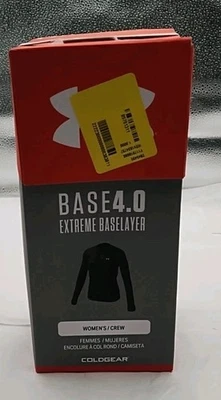 BASE4.0
EXTREME BASELAYER
WOMEN'S / CREW
FEMMES / MUJERES
ENCOLURE À COL ROND / CAMISETA
COLDGEAR